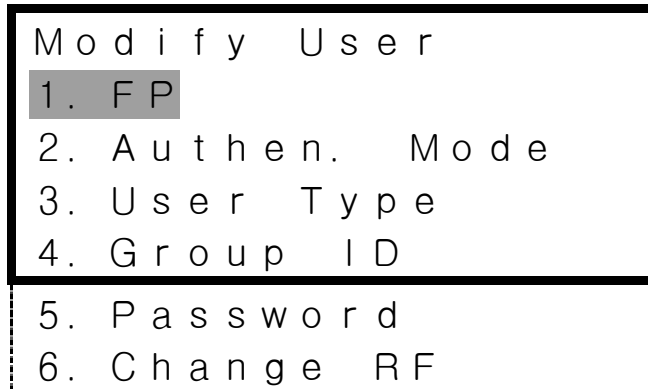 Modify User
1. FP
2. Authen. Mode
3. User Type
4. Group ID
5. Password
6. Change RF